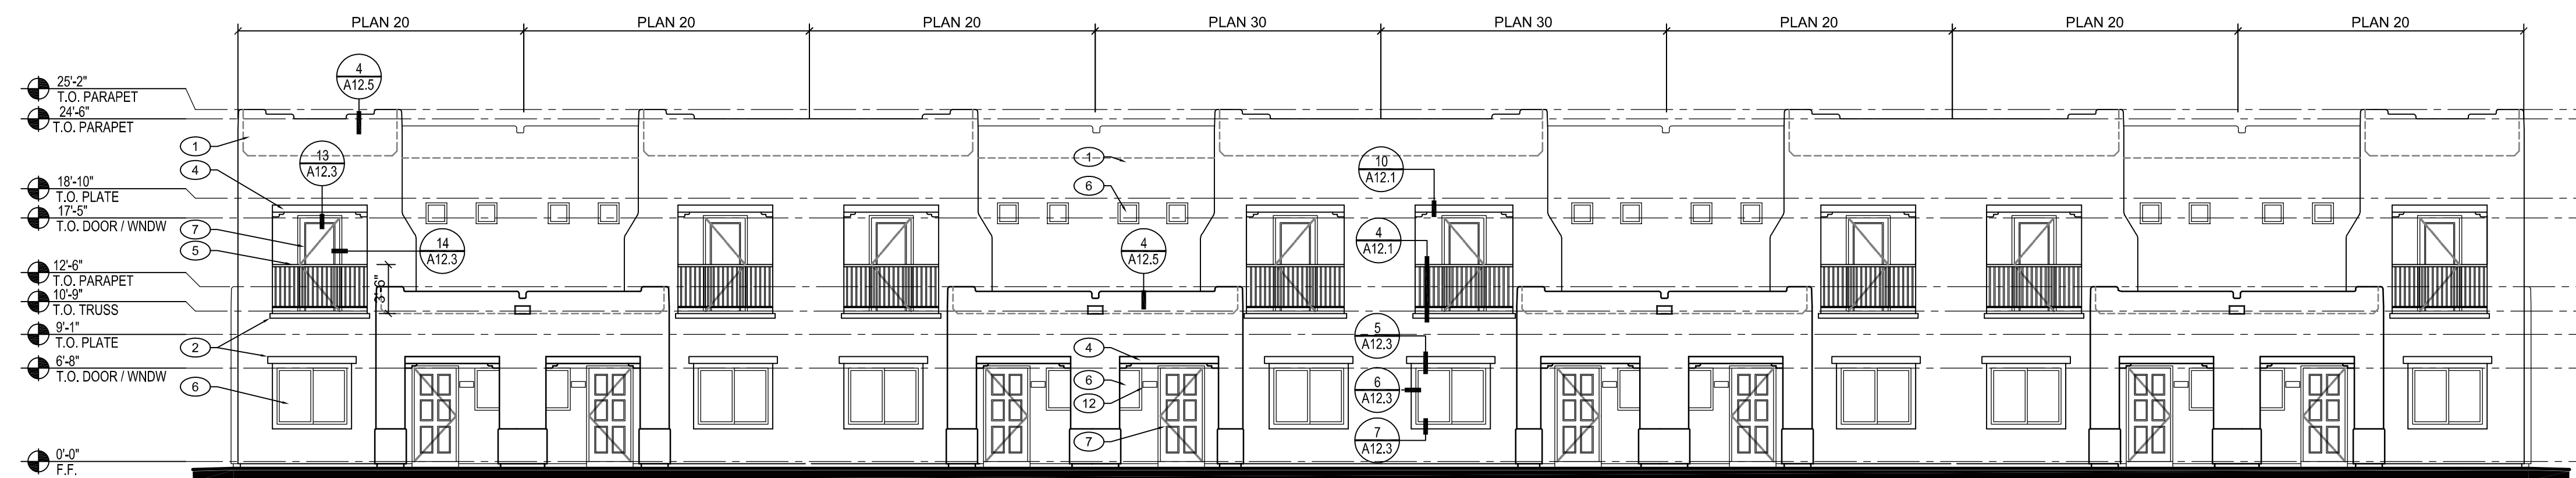 PLAN 20
PLAN 20
PLAN 20
PLAN 30
PLAN 30
PLAN 20
PLAN 20
PLAN 20
25'-2"
T.O. PARAPET
24'-6"
T.O. PARAPET
18'-10"
T.O. PLATE
17'-5"
T.O. DOOR / WNDW
12'-6"
T.O. PARAPET
10'-9"
T.O. TRUSS
9'-1"
T.O. PLATE
6'-8"
T.O. DOOR / WNDW
0'-0"
F.F.
1
4
7
5
2
6
4
A12.5
13
A12.3
14
A12.3
3'-6"
1
6
4
A12.5
4
6
12
7
10
A12.1
4
A12.1
5
A12.3
6
A12.3
7
A12.3